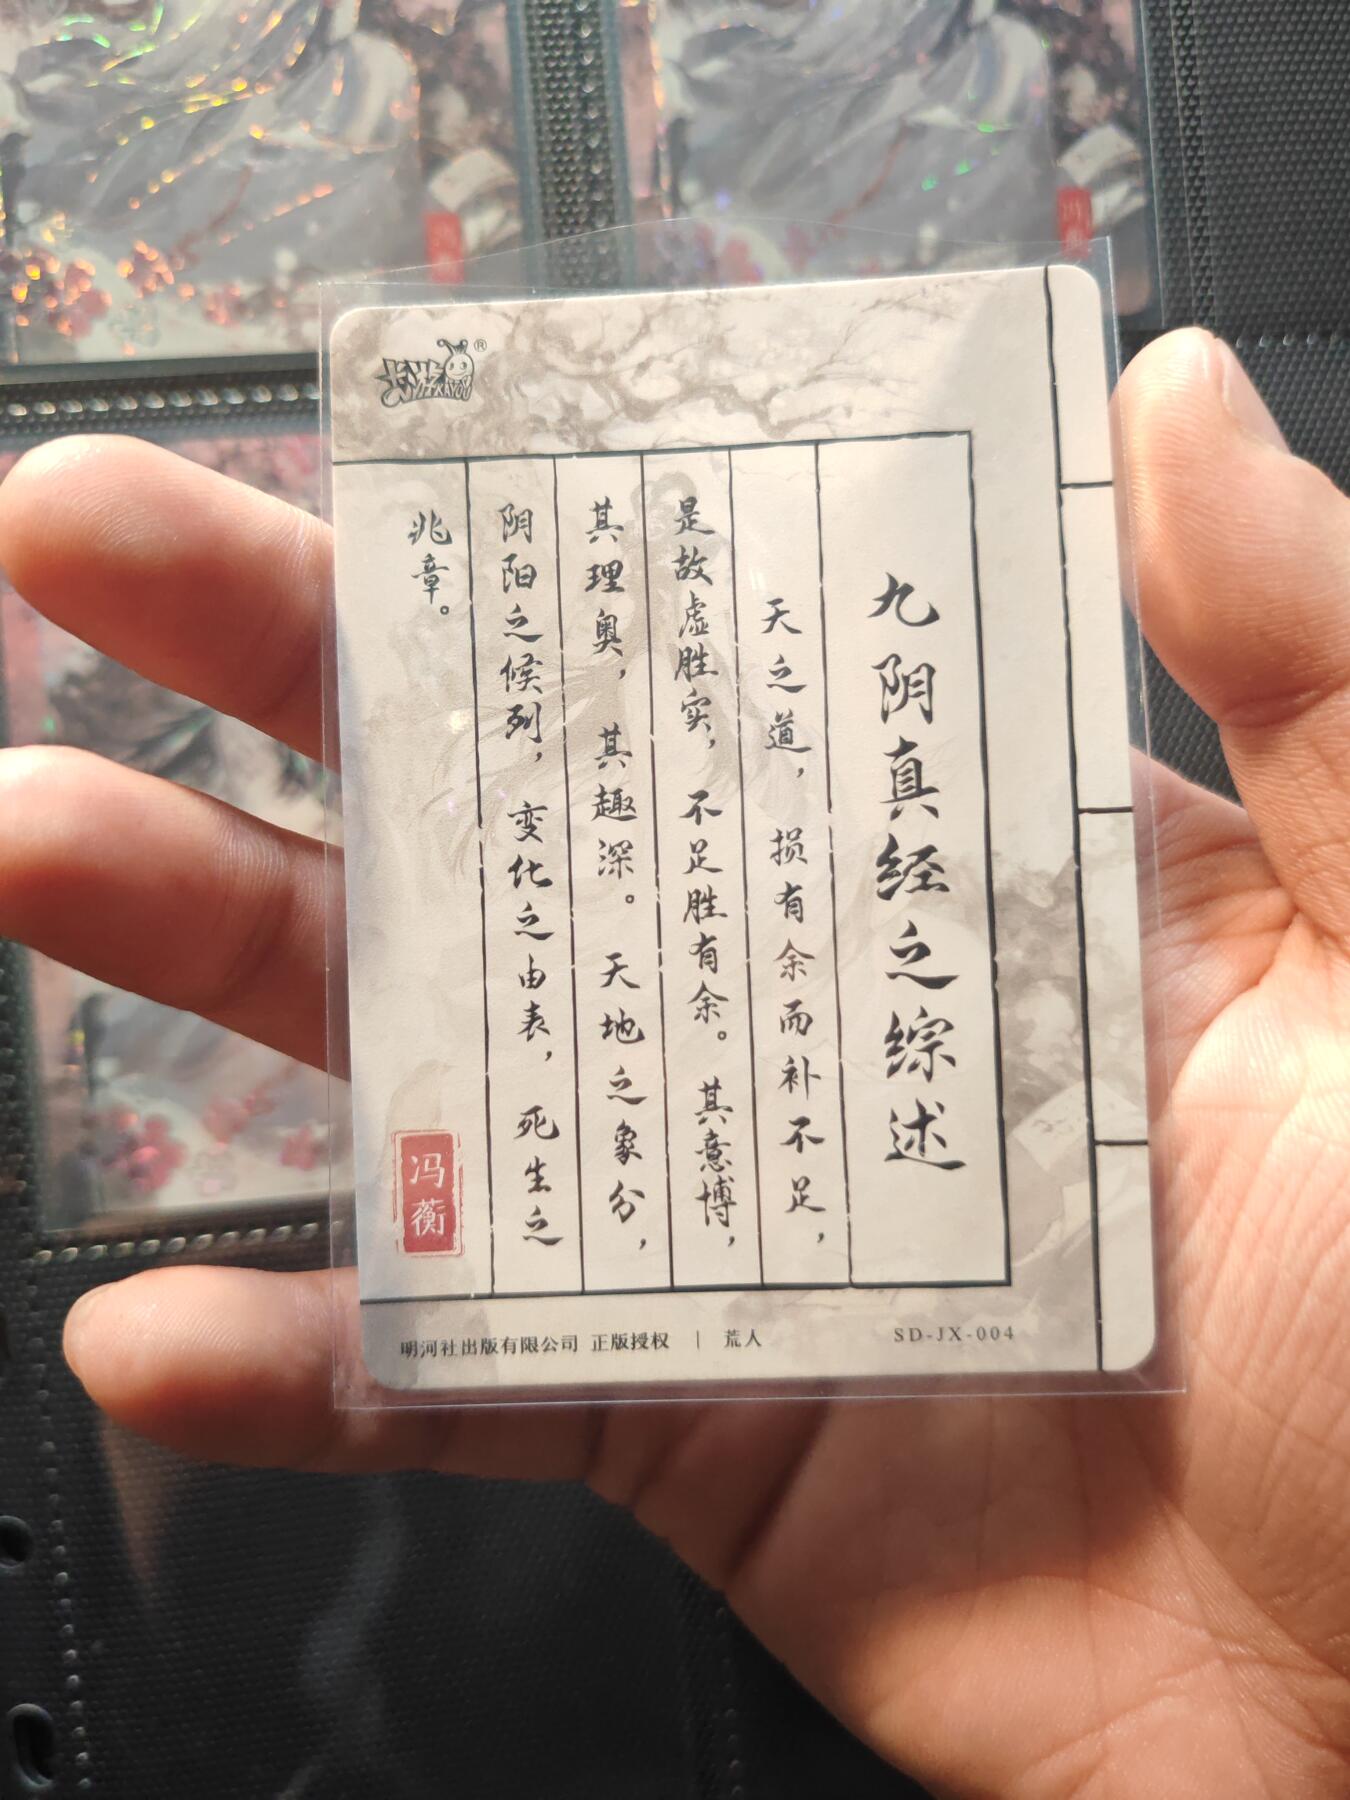 卡游 KAYOU ®
九阴真经之综述
天之道，损有余而补不足，
是故虚胜实，不足胜有余。其意博，
其理奥，其趣深。天地之象分，
阴阳之候列，变化之由表，死生之
兆章。
冯蘅
明河社出版有限公司 正版授权 | 荒人
SD-JX-004